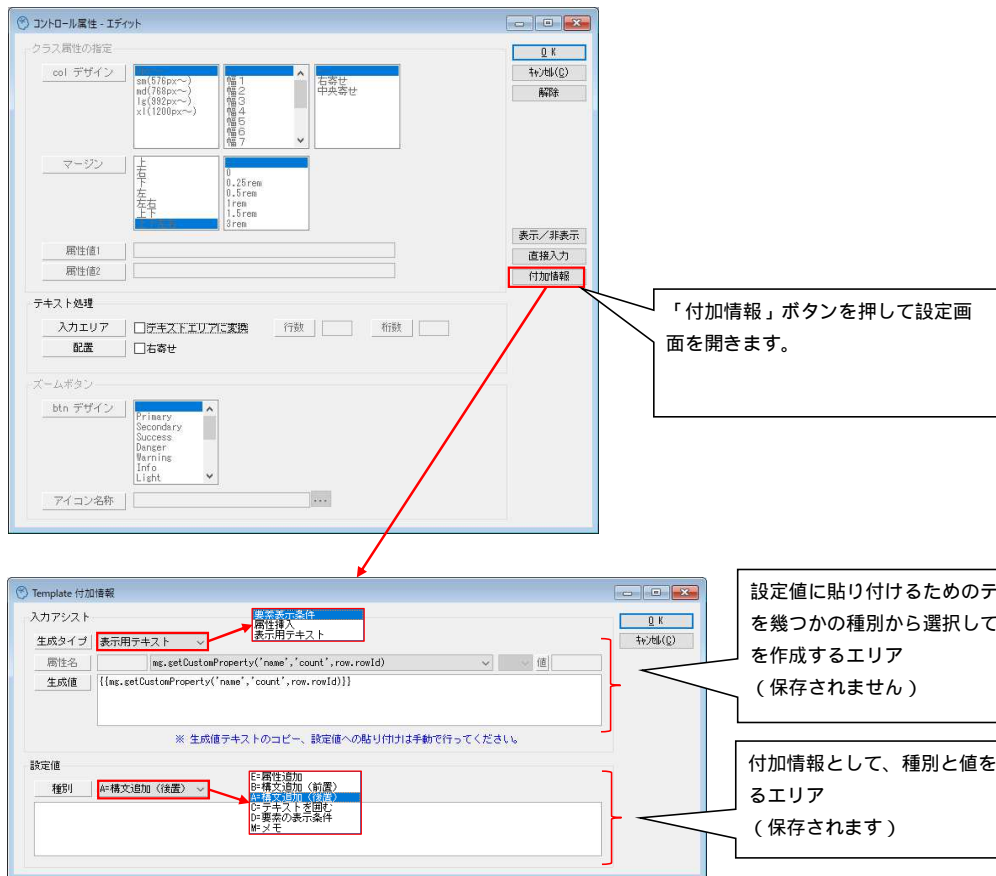 コントロール属性 - エディット
クラス属性の指定
col デザイン
sm(576px～)
md(768px～)
lg(992px～)
xl(1200px～)
幅1
幅2
幅3
幅4
幅5
幅6
幅7
右寄せ
中央寄せ
O K
ｷｬﾝｾﾙ(C)
解除
マージン
上
右
下
左
左右
上下
0
0.25rem
0.5rem
1rem
1.5rem
3rem
属性値1
属性値2
表示／非表示
直接入力
付加情報
テキスト処理
入力エリア
テキストエリアに変換
行数
桁数
配置
右寄せ
ズームボタン
btn デザイン
Primary
Secondary
Success
Danger
Warning
Info
Light
アイコン名称
...
「付加情報」ボタンを押して設定画
面を開きます。
Template 付加情報
入力アシスト
生成タイプ
表示用テキスト
要素表示条件
属性挿入
表示用テキスト
O K
ｷｬﾝｾﾙ(C)
属性名
mg.getCustomProperty('name','count',row.rowId)
値
生成値
{{mg.getCustomProperty('name','count',row.rowId)}}
※ 生成値テキストのコピー、設定値への貼り付けは手動で行ってください。
設定値
種別
A=構文追加（後置）
E=属性追加
B=構文追加（前置）
A=構文追加（後置）
C=テキストを囲む
D=要素の表示条件
M=メモ
設定値に貼り付けるためのテ
を幾つかの種別から選択して
を作成するエリア
（保存されません）
付加情報として、種別と値を
るエリア
（保存されます）